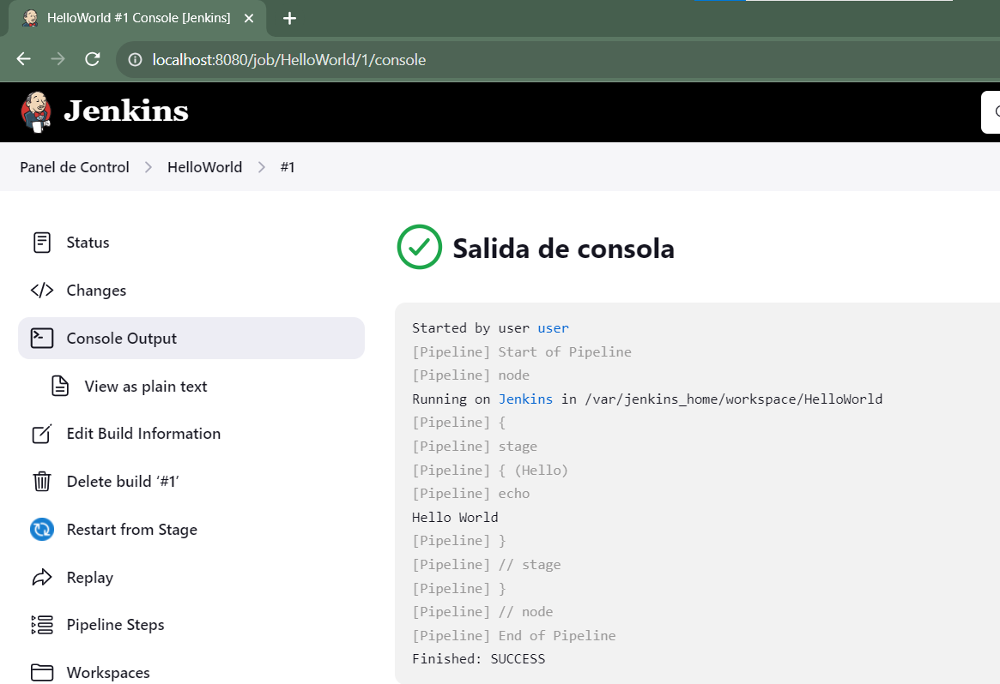 HelloWorld #1 Console [Jenkins]
localhost:8080/job/HelloWorld/1/console
Jenkins
Panel de Control HelloWorld #1
Status
Changes
Console Output
View as plain text
Edit Build Information
Delete build ‘#1’
Restart from Stage
Replay
Pipeline Steps
Workspaces
Salida de consola
Started by user user
[Pipeline] Start of Pipeline
[Pipeline] node
Running on Jenkins in /var/jenkins_home/workspace/HelloWorld
[Pipeline] {
[Pipeline] stage
[Pipeline] { (Hello)
[Pipeline] echo
Hello World
[Pipeline] }
[Pipeline] // stage
[Pipeline] }
[Pipeline] // node
[Pipeline] End of Pipeline
Finished: SUCCESS